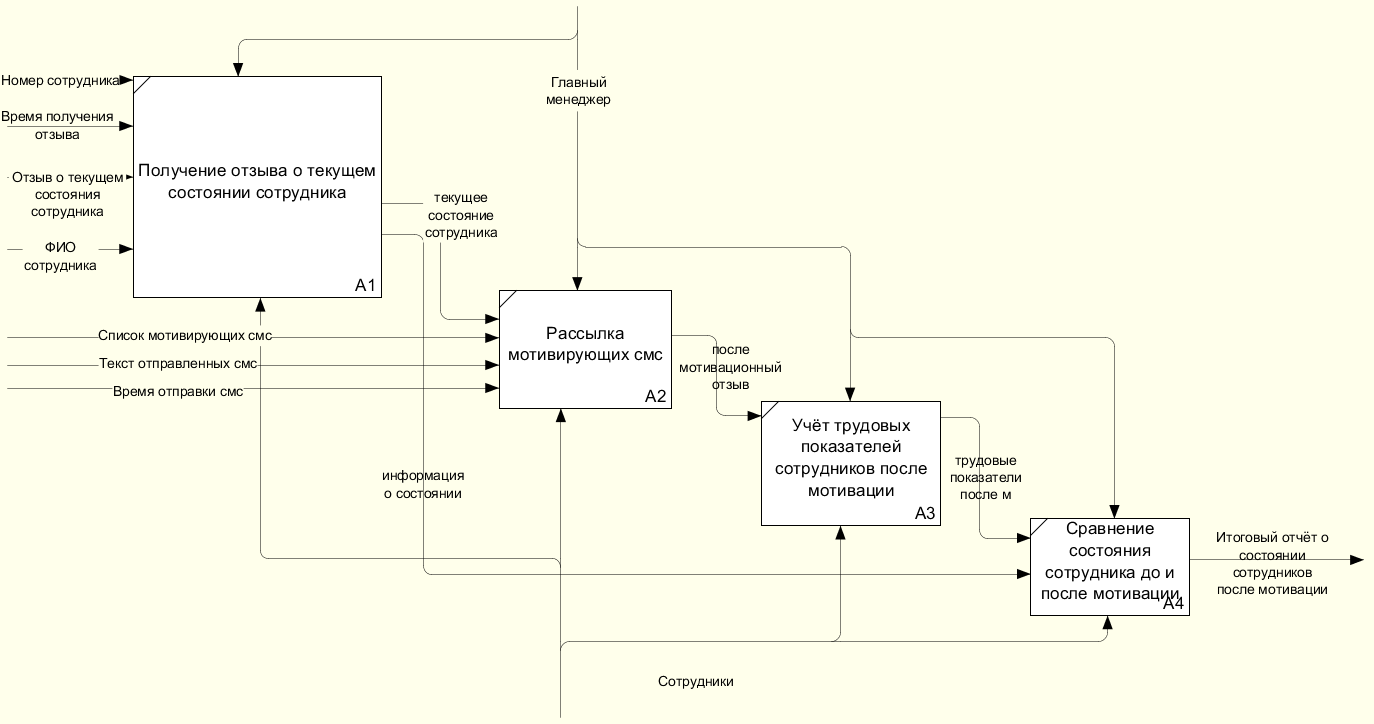 Главный
менеджер
Номер сотрудника
Время получения
отзыва
Отзыв о текущем
состояния
сотрудника
ФИО
сотрудника
Получение отзыва о текущем
состоянии сотрудника
A1
текущее
состояние
сотрудника
Список мотивирующих смс
Текст отправленных смс
Время отправки смс
Рассылка
мотивирующих смс
A2
после
мотивационный
отзыв
информация
о состоянии
Учёт трудовых
показателей
сотрудников после
мотивации
A3
трудовые
показатели
после м
Сравнение
состояния
сотрудника до и
после мотивации
A4
Итоговый отчёт о
состоянии
сотрудников
после мотивации
Сотрудники